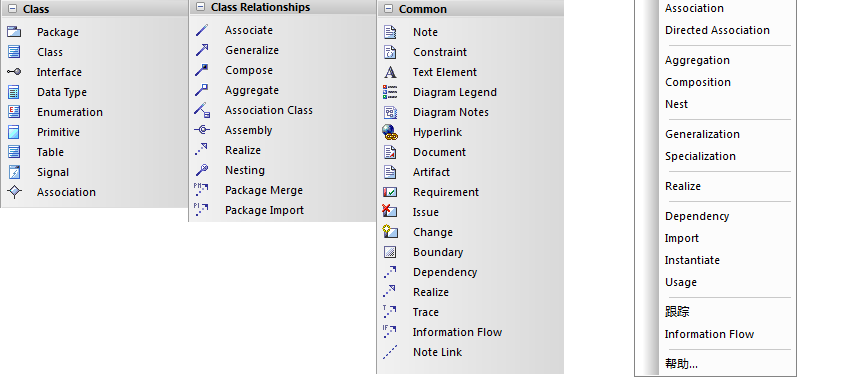 Class
Package
Class
Interface
Data Type
Enumeration
Primitive
Table
Signal
Association
Class Relationships
Associate
Generalize
Compose
Aggregate
Association Class
Assembly
Realize
Nesting
Package Merge
Package Import
Common
Note
Constraint
Text Element
Diagram Legend
Diagram Notes
Hyperlink
Document
Artifact
Requirement
Issue
Change
Boundary
Dependency
Realize
Trace
Information Flow
Note Link
Association
Directed Association
Aggregation
Composition
Nest
Generalization
Specialization
Realize
Dependency
Import
Instantiate
Usage
跟踪
Information Flow
帮助...